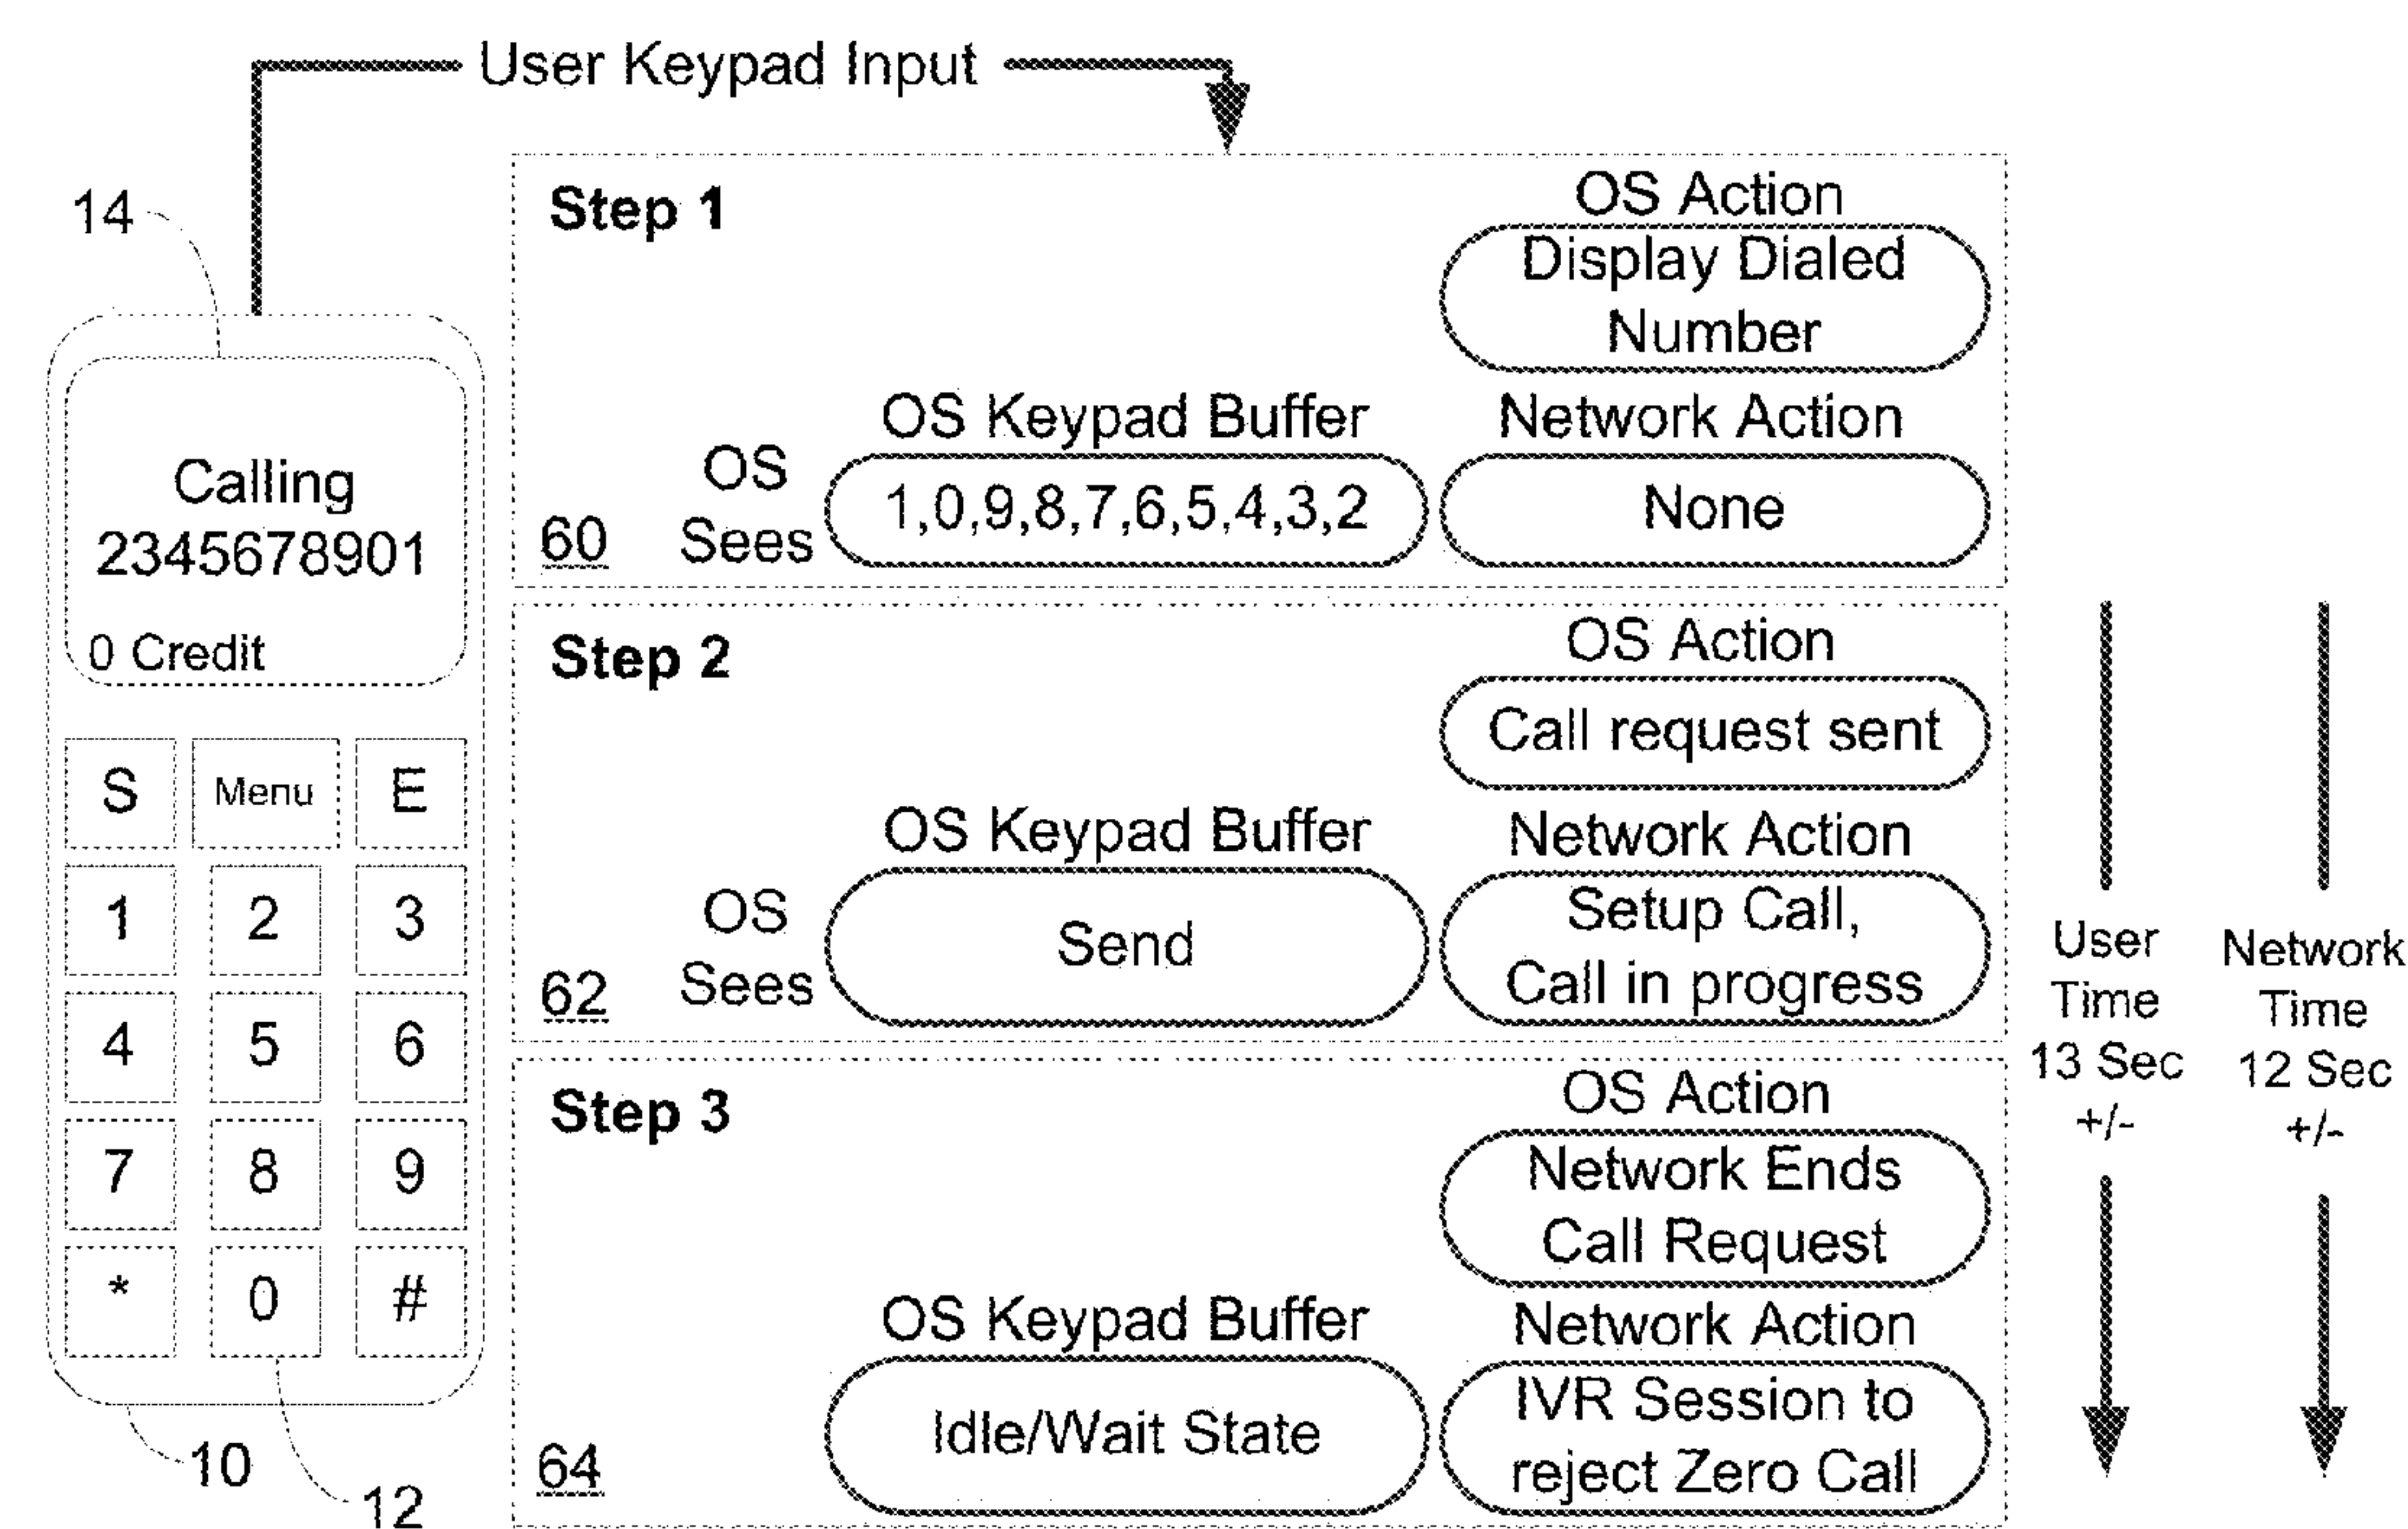 User Keypad Input
14
Calling
2345678901
0 Credit
S Menu E
1 2 3
4 5 6
7 8 9
* 0 #
10
12
Step 1
OS Action
Display Dialed
Number
OS Keypad Buffer
Network Action
OS
Sees
1,0,9,8,7,6,5,4,3,2
None
60
Step 2
OS Action
Call request sent
OS Keypad Buffer
Network Action
OS
Sees
Send
Setup Call,
Call in progress
62
Step 3
OS Action
Network Ends
Call Request
OS Keypad Buffer
Network Action
Idle/Wait State
IVR Session to
reject Zero Call
64
User
Time
13 Sec
+/-
Network
Time
12 Sec
+/-